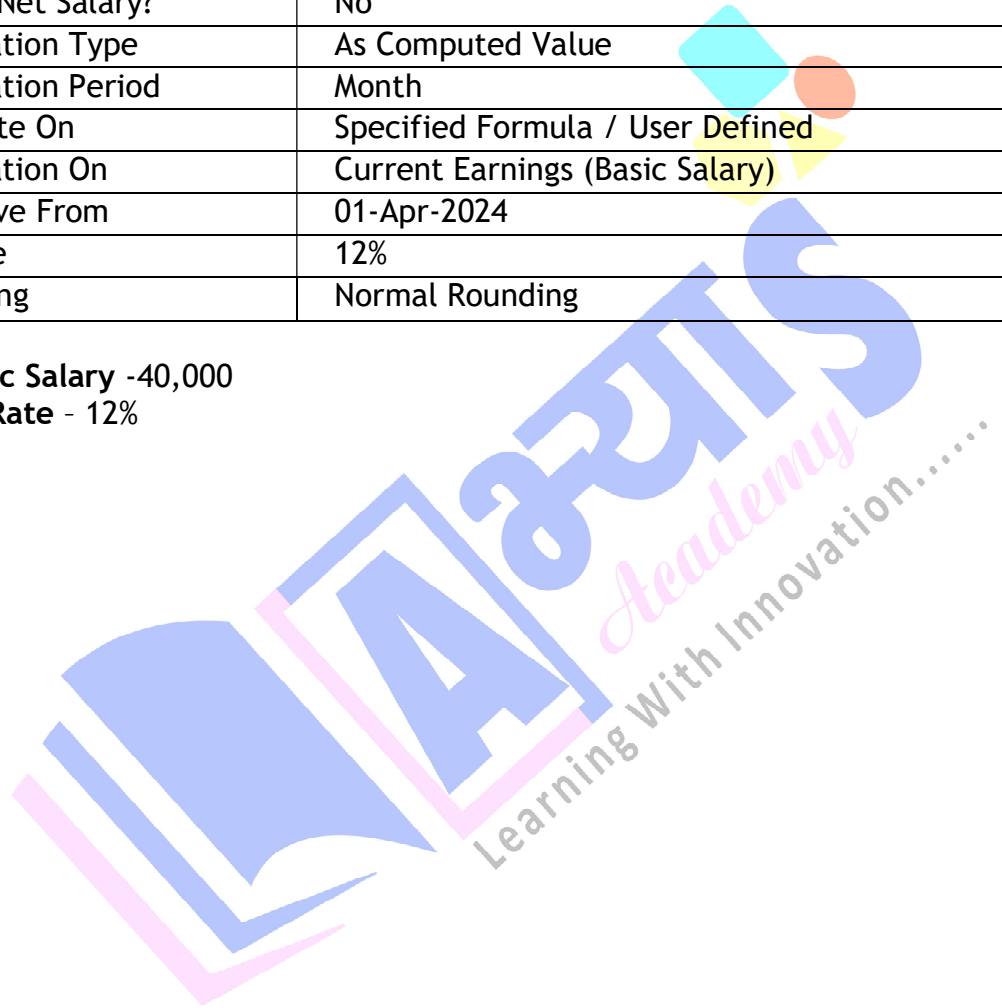 Net Salary? No
ation Type As Computed Value
ation Period Month
te On Specified Formula / User Defined
ation On Current Earnings (Basic Salary)
ve From 01-Apr-2024
e 12%
ng Normal Rounding
c Salary -40,000
Rate – 12%
A
अभ्यास
Academy
Learning With Innovation......